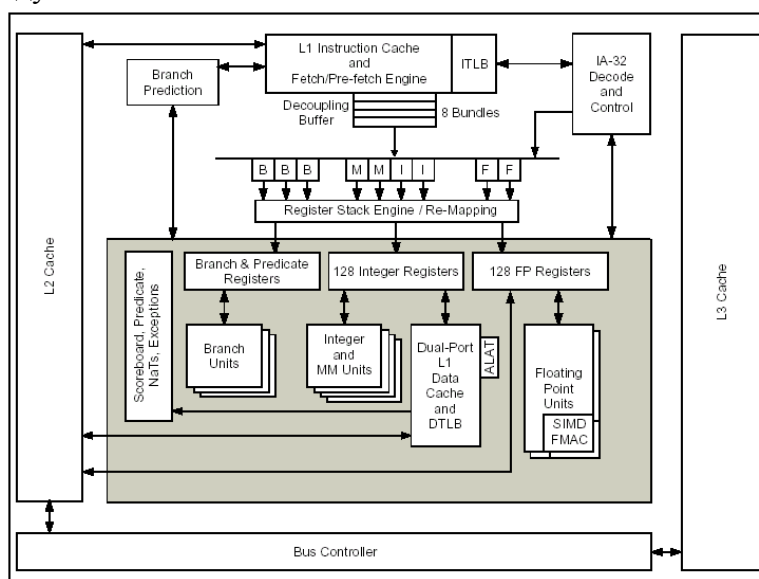 L1 Instruction Cache
and
Fetch/Pre-fetch Engine
ITLB
IA-32
Decode
and
Control
Branch
Prediction
Decoupling
Buffer
8 Bundles
B B B M M I I F F
Register Stack Engine / Re-Mapping
L2 Cache
L3 Cache
Scoreboard, Predicate,
NaTs, Exceptions
Branch & Predicate
Registers
128 Integer Registers
128 FP Registers
Branch
Units
Integer
and
MM Units
Dual-Port
L1
Data
Cache
and
DTLB
ALAT
Floating
Point
Units
SIMD
FMAC
Bus Controller